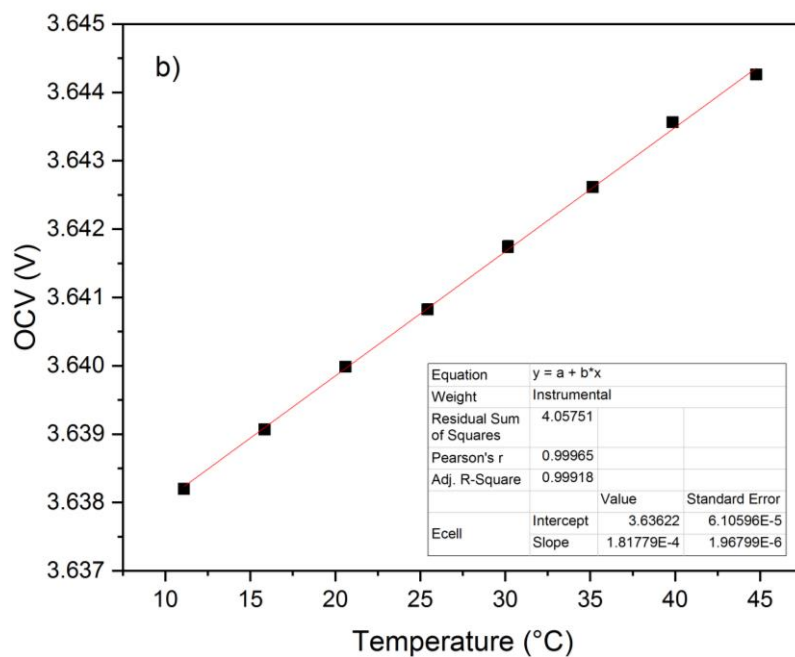 b)
OCV (V)
3.645
3.644
3.643
3.642
3.641
3.640
3.639
3.638
3.637
10 15 20 25 30 35 40 45
Temperature (°C)
Equation y = a + b*x
Weight Instrumental
Residual Sum
of Squares 4.05751
Pearson's r 0.99965
Adj. R-Square 0.99918
Value Standard Error
Ecell Intercept 3.63622 6.10596E-5
Slope 1.81779E-4 1.96799E-6